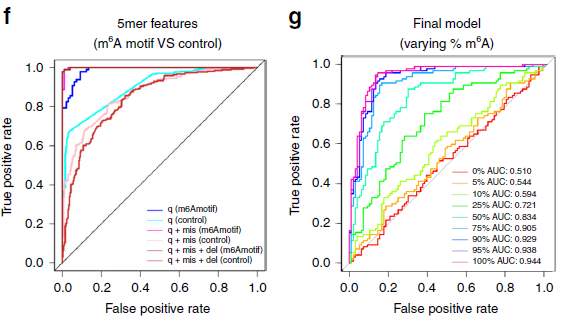 f
5mer features
(m⁶A motif VS control)
True positive rate
1.0
0.8
0.6
0.4
0.2
0.0
q (m6Amotif)
q (control)
q + mis (m6Amotif)
q + mis (control)
q + mis + del (m6Amotif)
q + mis + del (control)
0.0 0.2 0.4 0.6 0.8 1.0
False positive rate
g
Final model
(varying % m⁶A)
True positive rate
1.0
0.8
0.6
0.4
0.2
0.0
0% AUC: 0.510
5% AUC: 0.544
10% AUC: 0.594
25% AUC: 0.721
50% AUC: 0.834
75% AUC: 0.905
90% AUC: 0.929
95% AUC: 0.938
100% AUC: 0.944
0.0 0.2 0.4 0.6 0.8 1.0
False positive rate